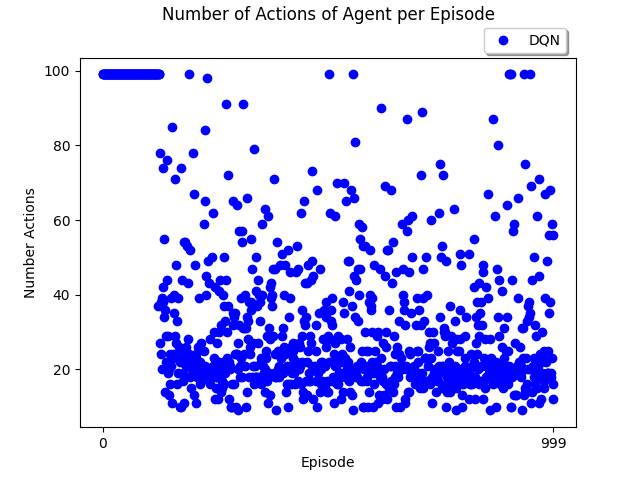 Number of Actions of Agent per Episode
DQN
100
80
60
40
20
Number Actions
0
999
Episode